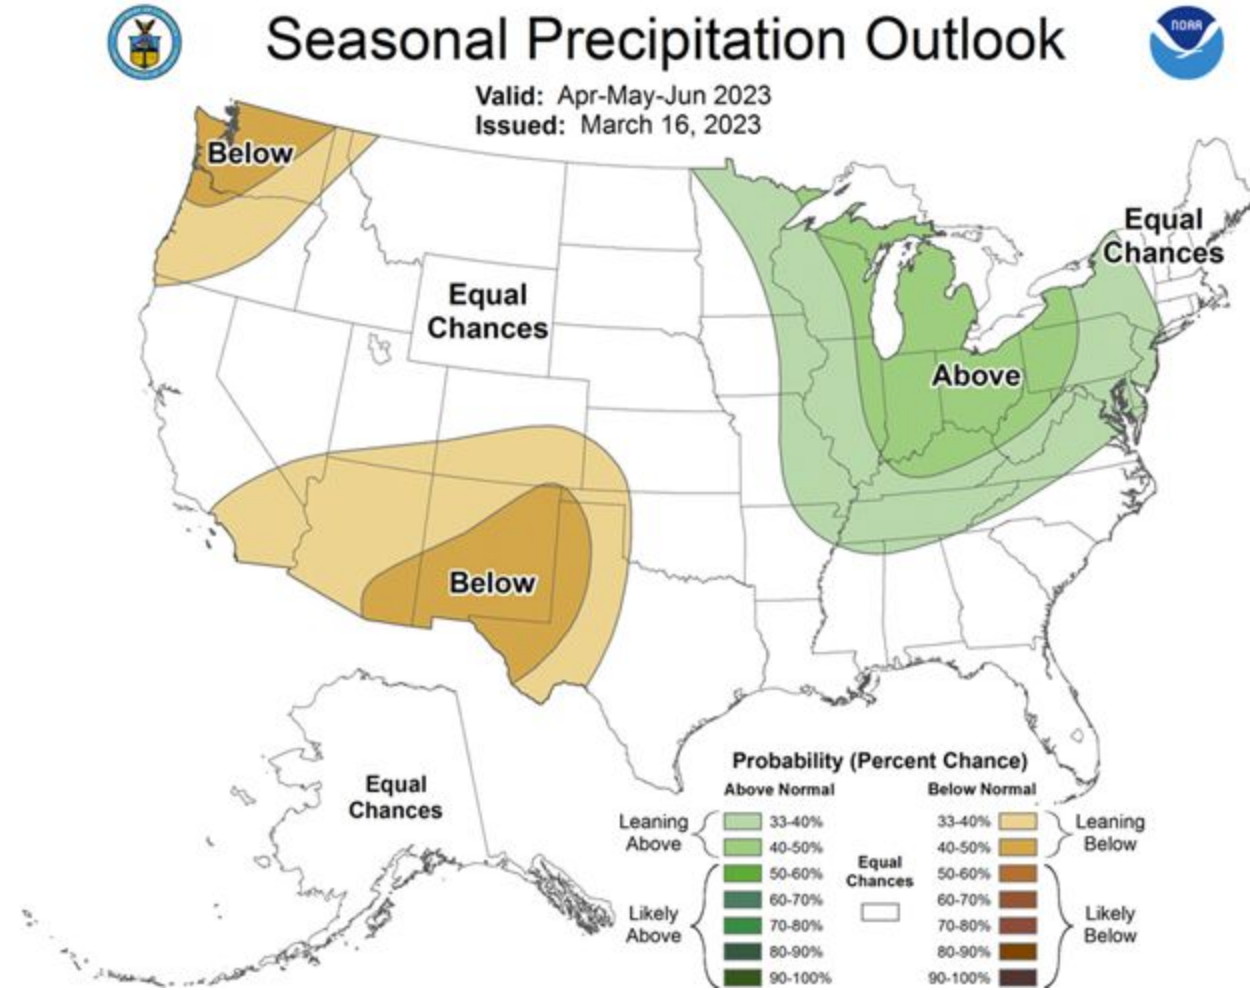 Seasonal Precipitation Outlook
NOAA
Valid: Apr-May-Jun 2023
Issued: March 16, 2023
Below
Equal
Chances
Equal
Chances
Above
Below
Equal
Chances
Probability (Percent Chance)
Above Normal
Below Normal
Leaning
Above
33-40%
40-50%
50-60%
60-70%
70-80%
80-90%
90-100%
Likely
Above
Equal
Chances
33-40%
40-50%
50-60%
60-70%
70-80%
80-90%
90-100%
Leaning
Below
Likely
Below